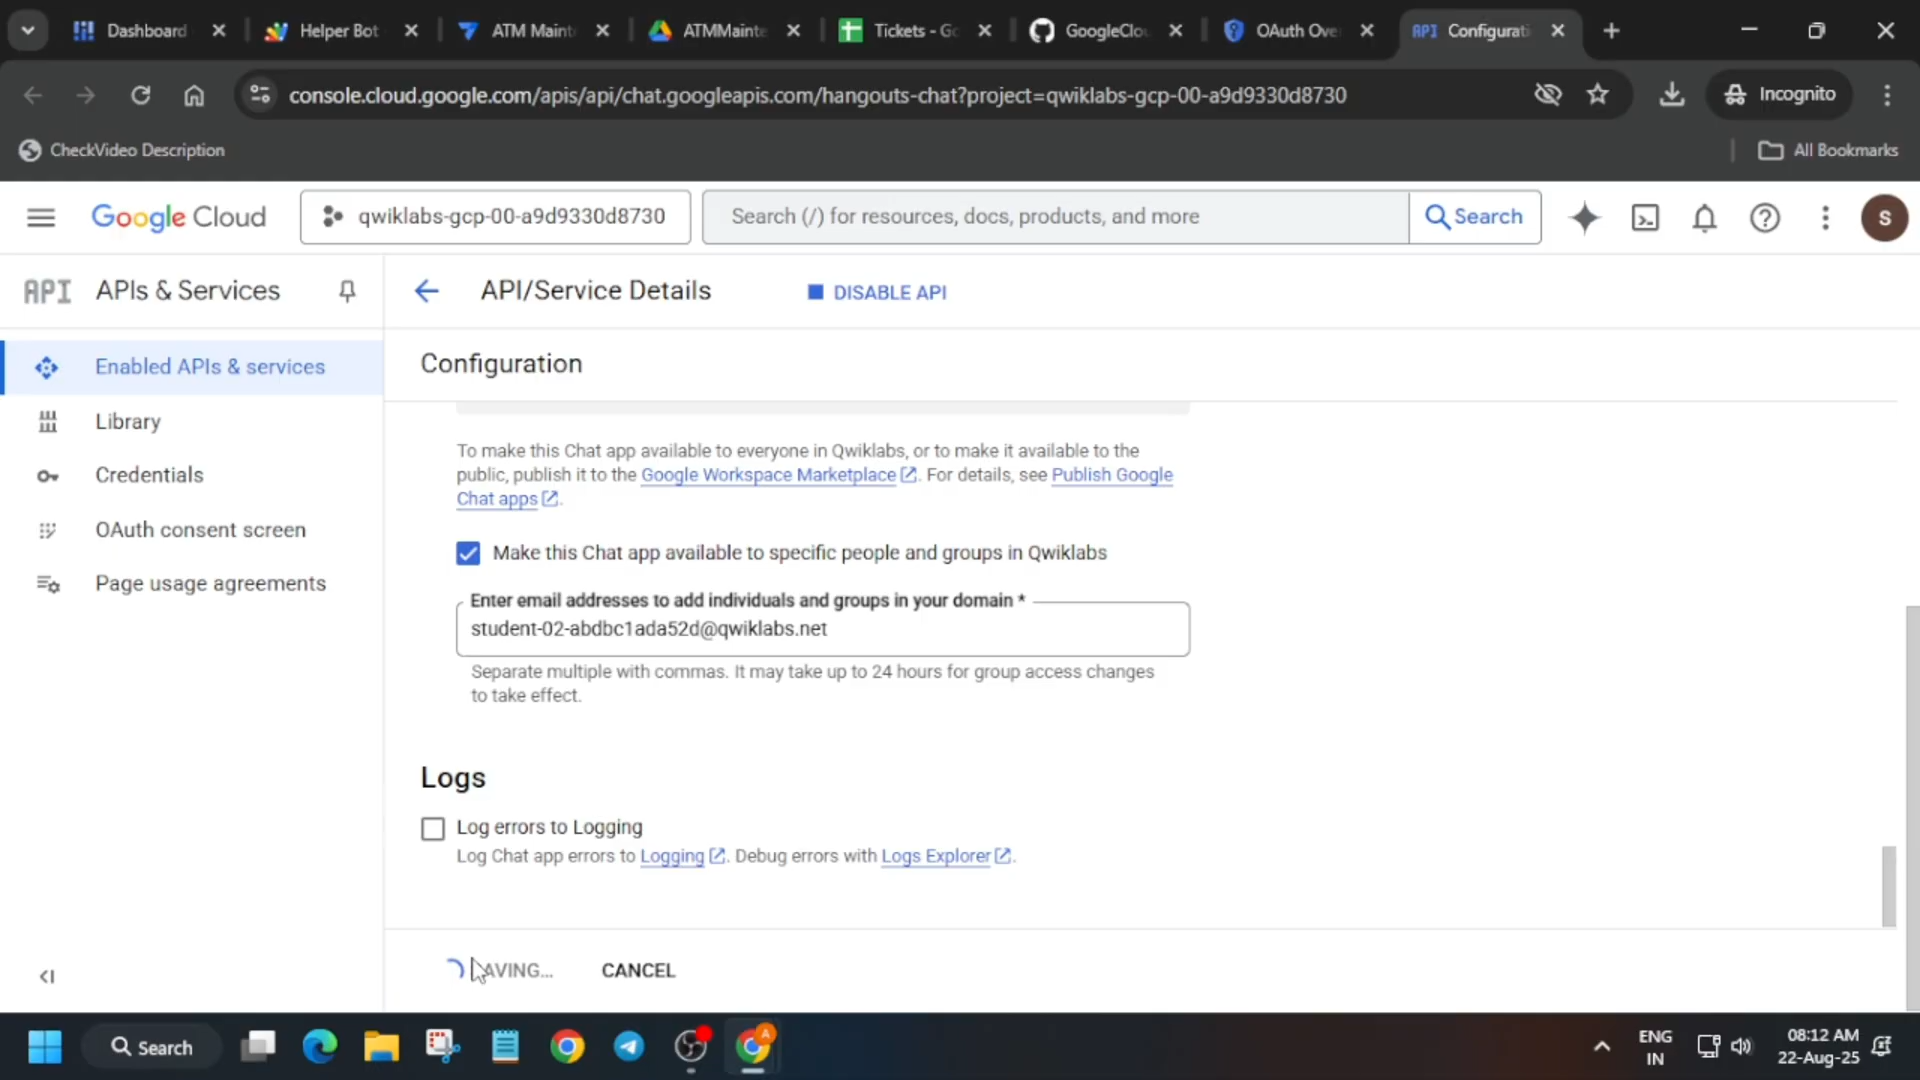 Dashboard
Helper Bot
ATM Maint
ATMMainte
Tickets - Go
GoogleClou
OAuth Over
API Configurati
console.cloud.google.com/apis/api/chat.googleapis.com/hangouts-chat?project=qwiklabs-gcp-00-a9d9330d8730
Incognito
CheckVideo Description
All Bookmarks
Google Cloud
qwiklabs-gcp-00-a9d9330d8730
Search (/) for resources, docs, products, and more
Search
S
API APIs & Services
API/Service Details
DISABLE API
Enabled APIs & services
Library
Credentials
OAuth consent screen
Page usage agreements
Configuration
To make this Chat app available to everyone in Qwiklabs, or to make it available to the
public, publish it to the Google Workspace Marketplace. For details, see Publish Google
Chat apps.
Make this Chat app available to specific people and groups in Qwiklabs
Enter email addresses to add individuals and groups in your domain *
student-02-abdbc1ada52d@qwiklabs.net
Separate multiple with commas. It may take up to 24 hours for group access changes
to take effect.
Logs
Log errors to Logging
Log Chat app errors to Logging. Debug errors with Logs Explorer.
AVING...
CANCEL
Search
ENG
IN
08:12 AM
22-Aug-25